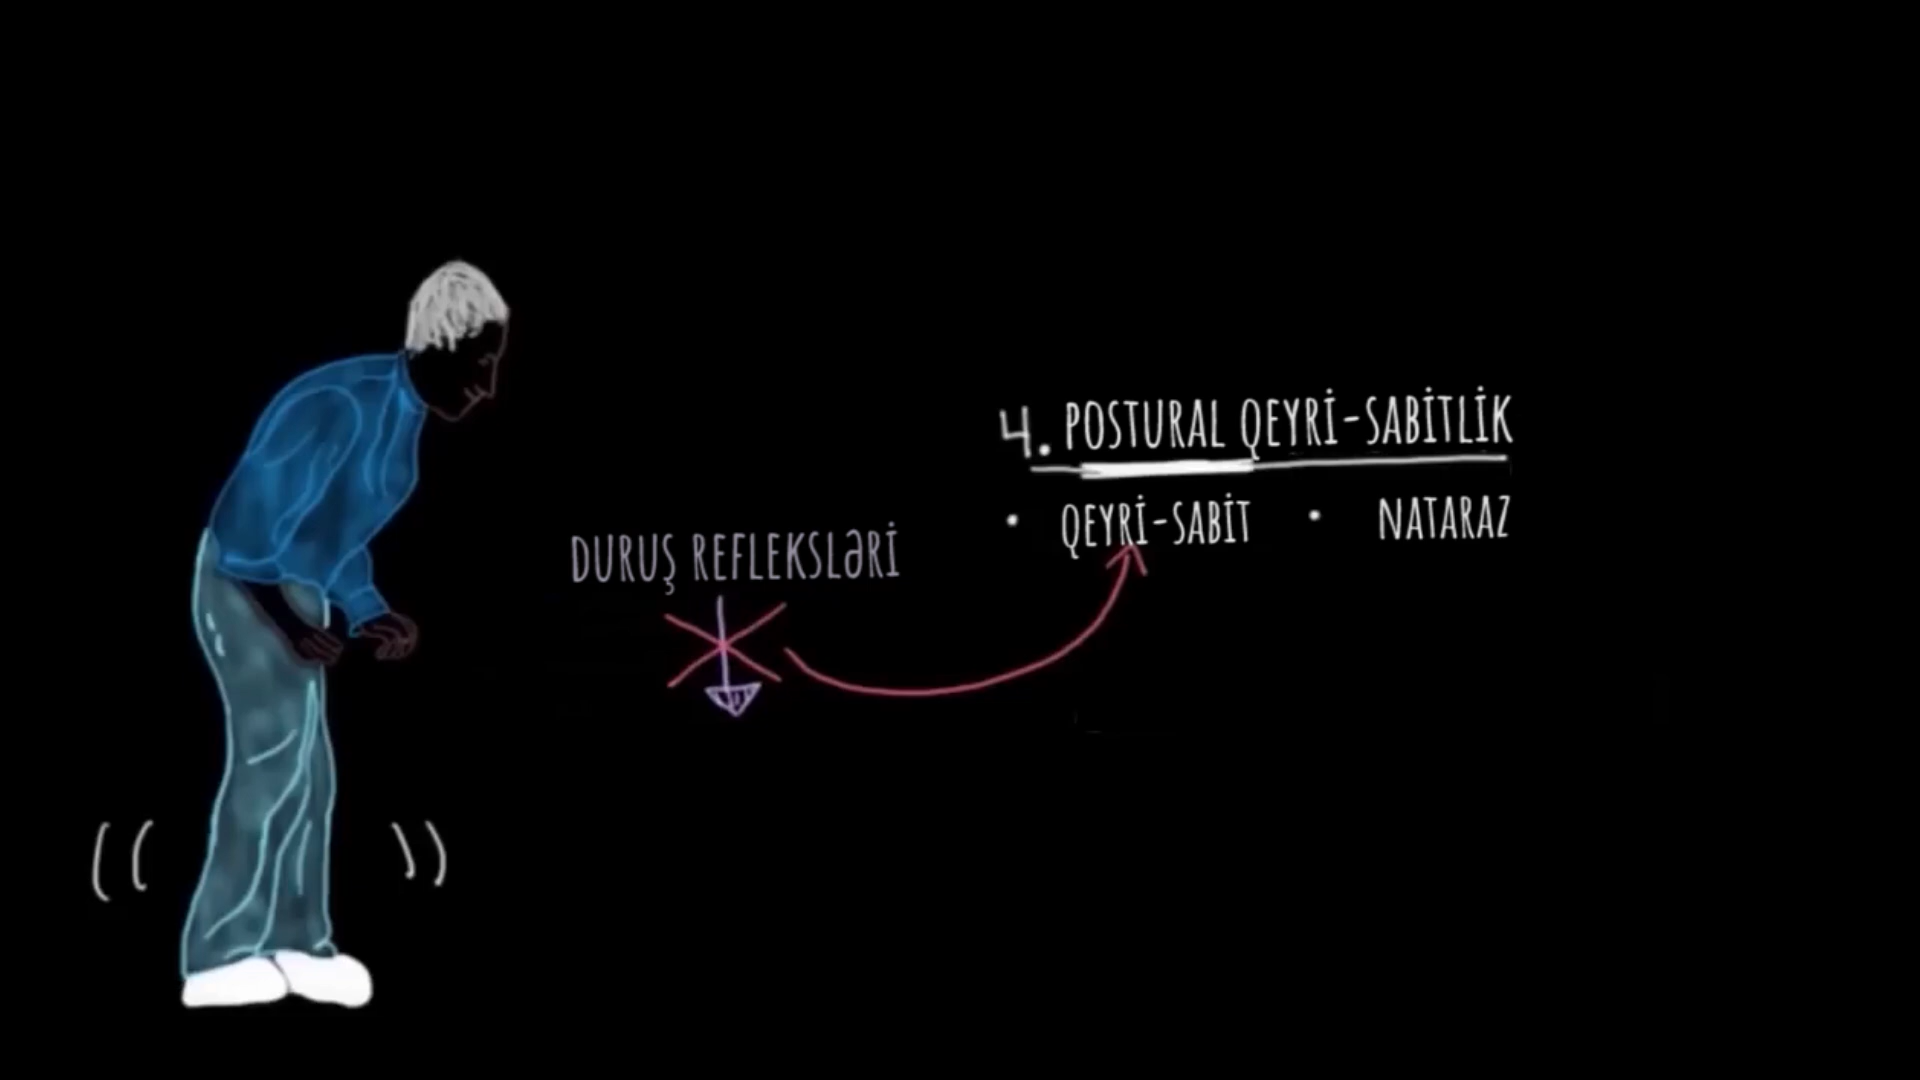 4. POSTURAL QEYRİ-SABİTLİK
• QEYRİ-SABİT • NATARAZ
DURUŞ REFLEKSLƏRİ